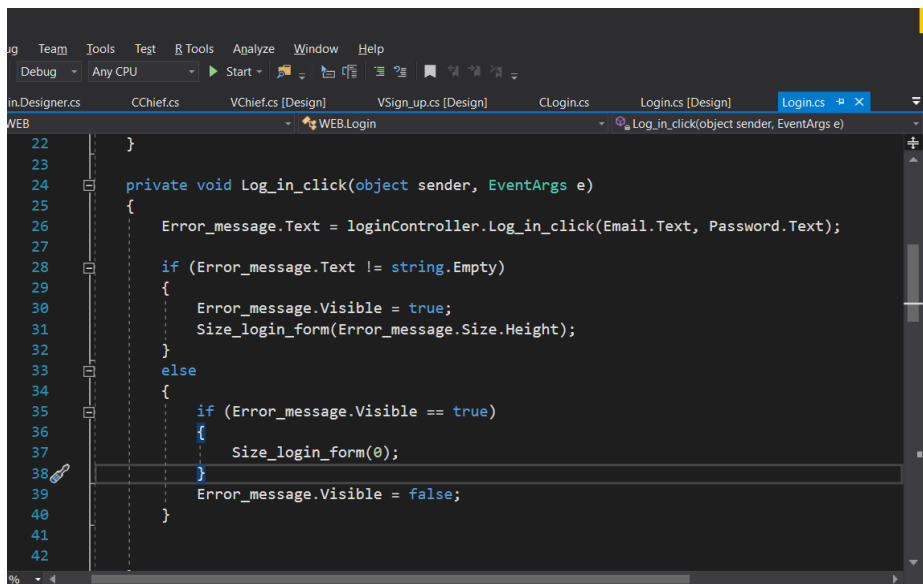 ug Team Tools Test R Tools Analyze Window Help
Debug Any CPU Start
in.Designer.cs CChief.cs VChief.cs [Design] VSign_up.cs [Design] CLogin.cs Login.cs [Design] Login.cs
WEB WEB.Login Log_in_click(object sender, EventArgs e)
22 }
23
24 private void Log_in_click(object sender, EventArgs e)
25 {
26 Error_message.Text = loginController.Log_in_click(Email.Text, Password.Text);
27
28 if (Error_message.Text != string.Empty)
29 {
30 Error_message.Visible = true;
31 Size_login_form(Error_message.Size.Height);
32 }
33 else
34 {
35 if (Error_message.Visible == true)
36 {
37 Size_login_form(0);
38 }
39 Error_message.Visible = false;
40 }
41
42
%